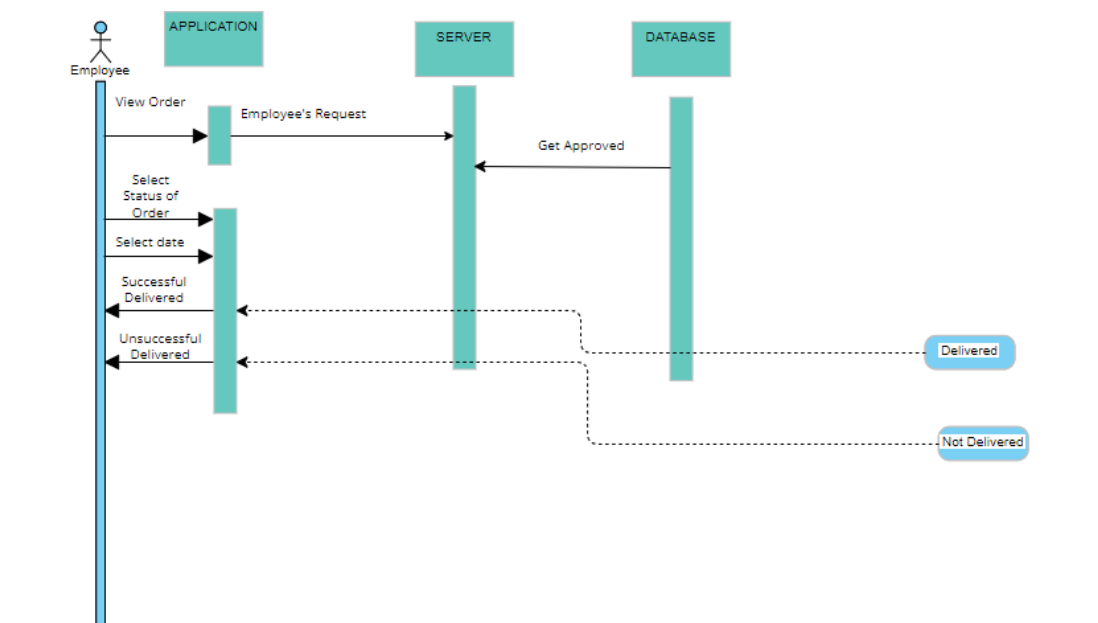 APPLICATION
SERVER
DATABASE
Employee
View Order
Employee's Request
Get Approved
Select
Status of
Order
Select date
Successful
Delivered
Unsuccessful
Delivered
Delivered
Not Delivered